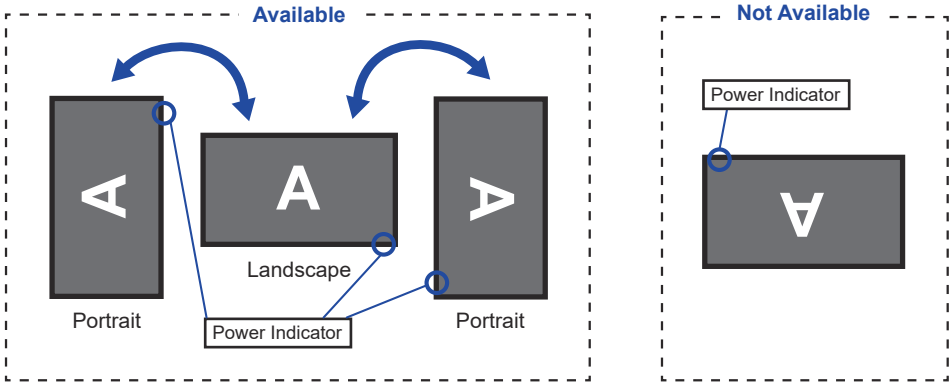 Available
Not Available
Power Indicator
A
A
A
A
Landscape
Portrait
Portrait
Power Indicator